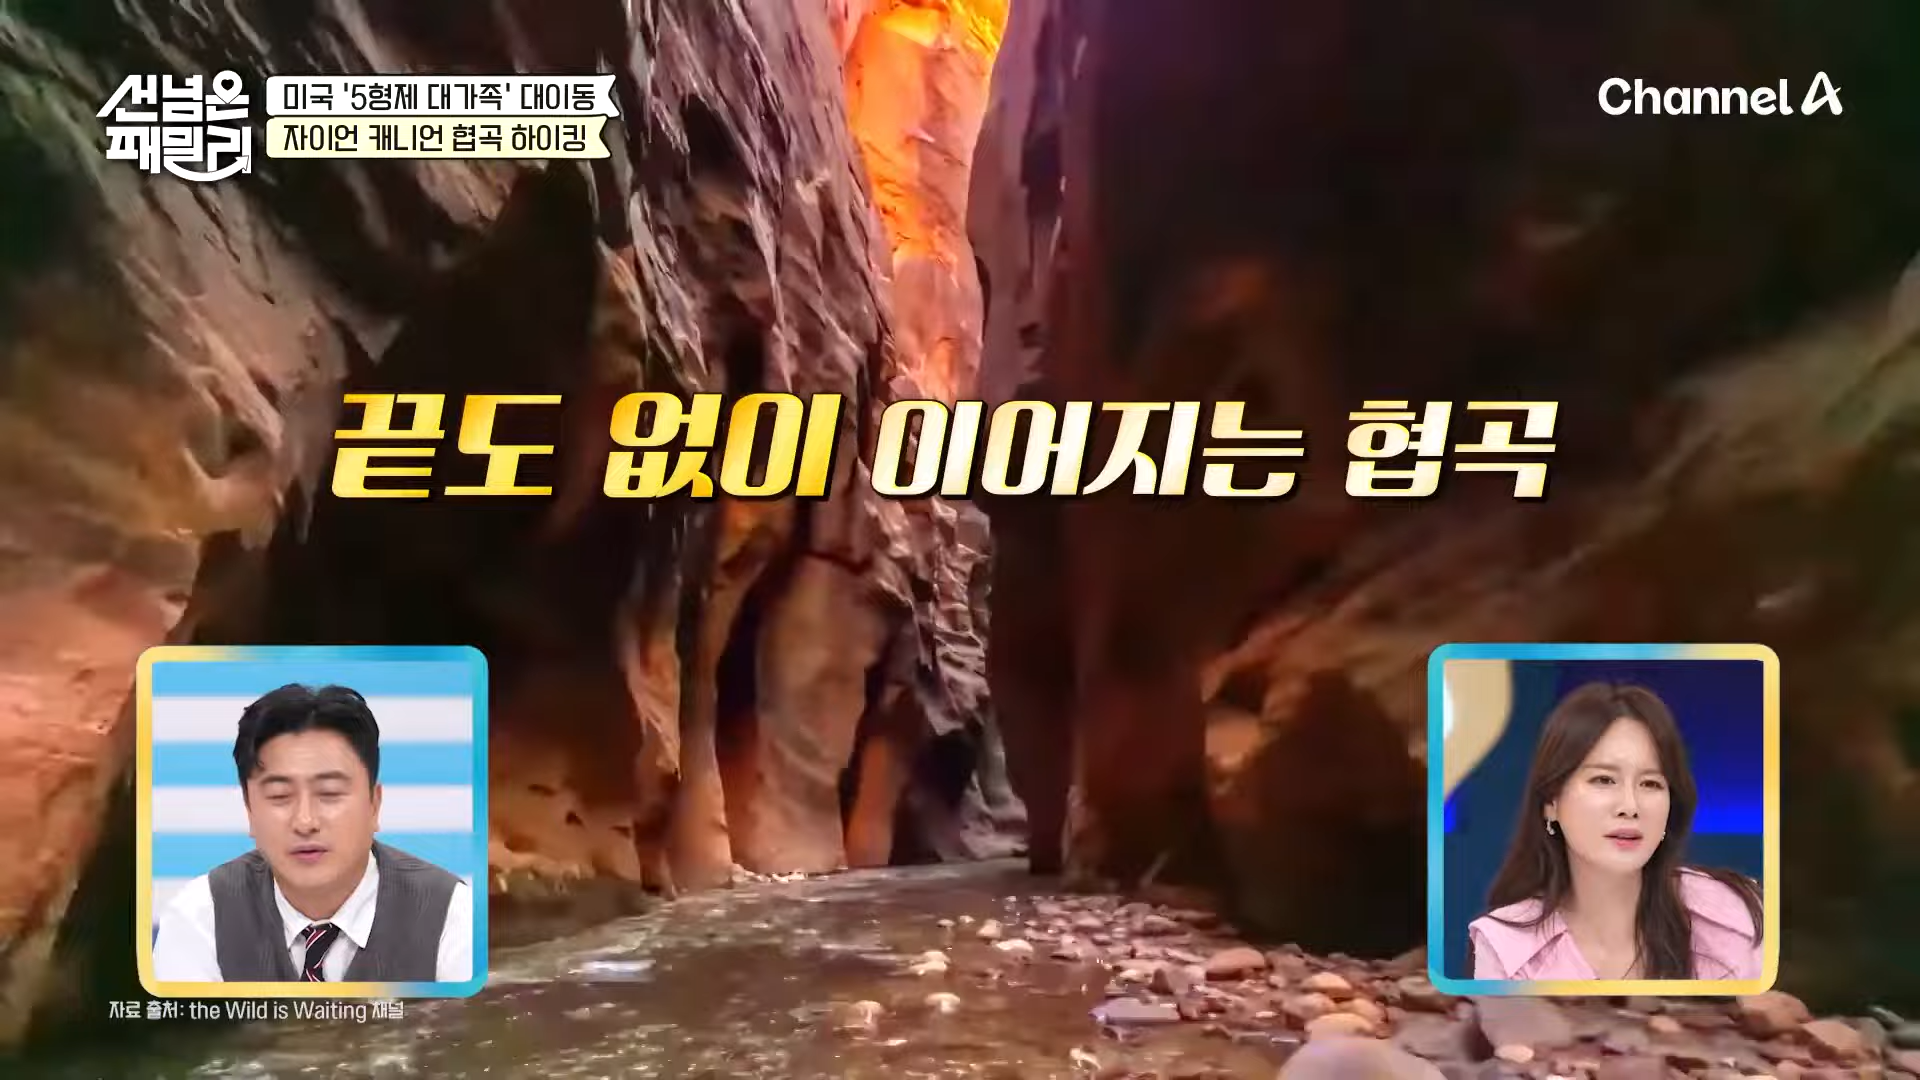 선넘은
패밀리
미국 '5형제 대가족' 대이동
자이언 캐니언 협곡 하이킹
Channel A
끝도 없이 이어지는 협곡
자료 출처: the Wild is Waiting 채널